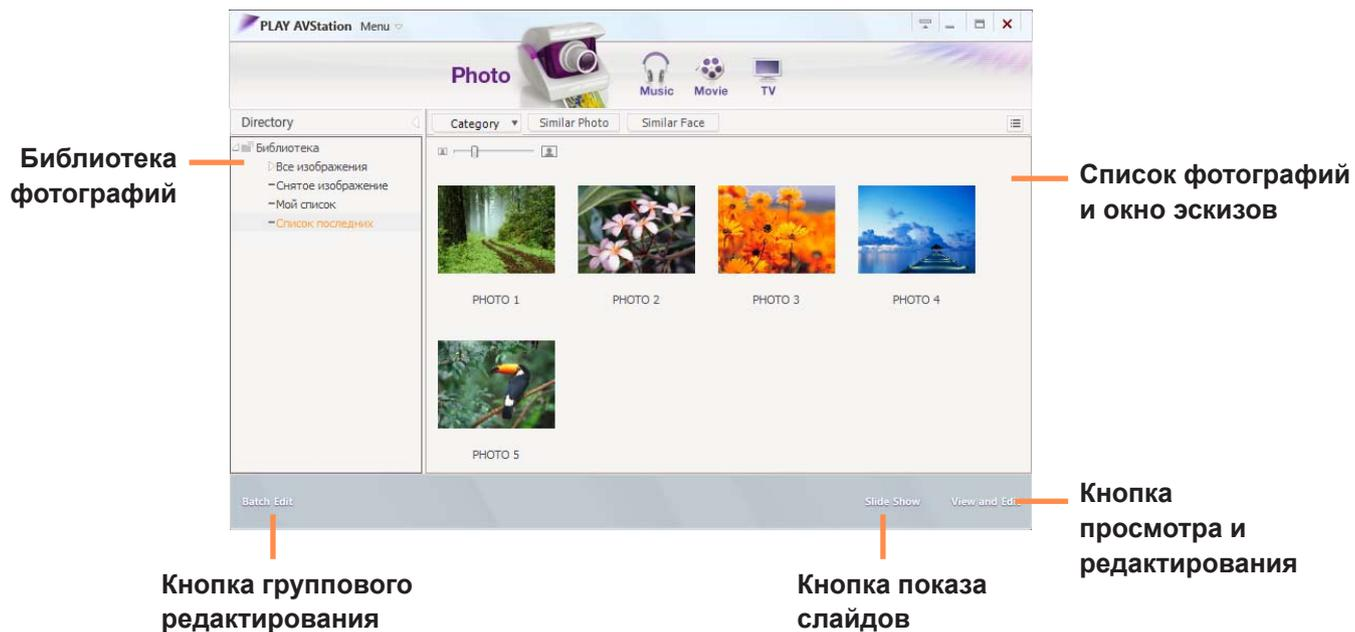 PLAY AVStation Menu
Photo
Music Movie TV
Directory
Category Similar Photo Similar Face
Библиотека
Все изображения
Снятое изображение
Мой список
Список последних
PHOTO 1 PHOTO 2 PHOTO 3 PHOTO 4
PHOTO 5
Batch Edit Slide Show View and Edit
Библиотека
фотографий
Список фотографий
и окно эскизов
Кнопка
просмотра и
редактирования
Кнопка группового
редактирования
Кнопка показа
слайдов